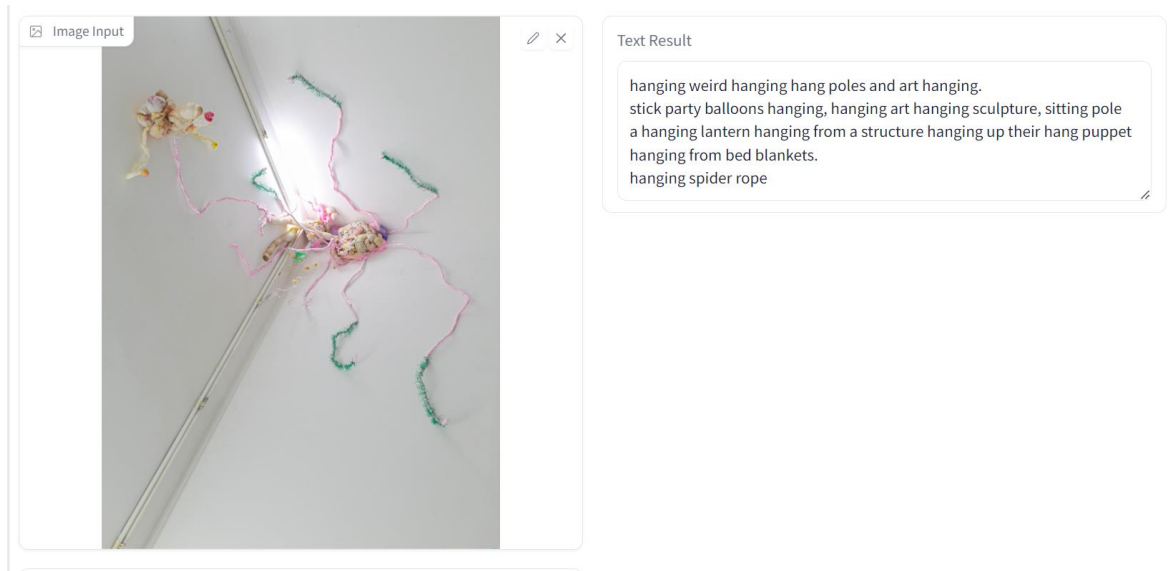 Image Input
Text Result
hanging weird hanging hang poles and art hanging.
stick party balloons hanging, hanging art hanging sculpture, sitting pole
a hanging lantern hanging from a structure hanging up their hang puppet
hanging from bed blankets.
hanging spider rope